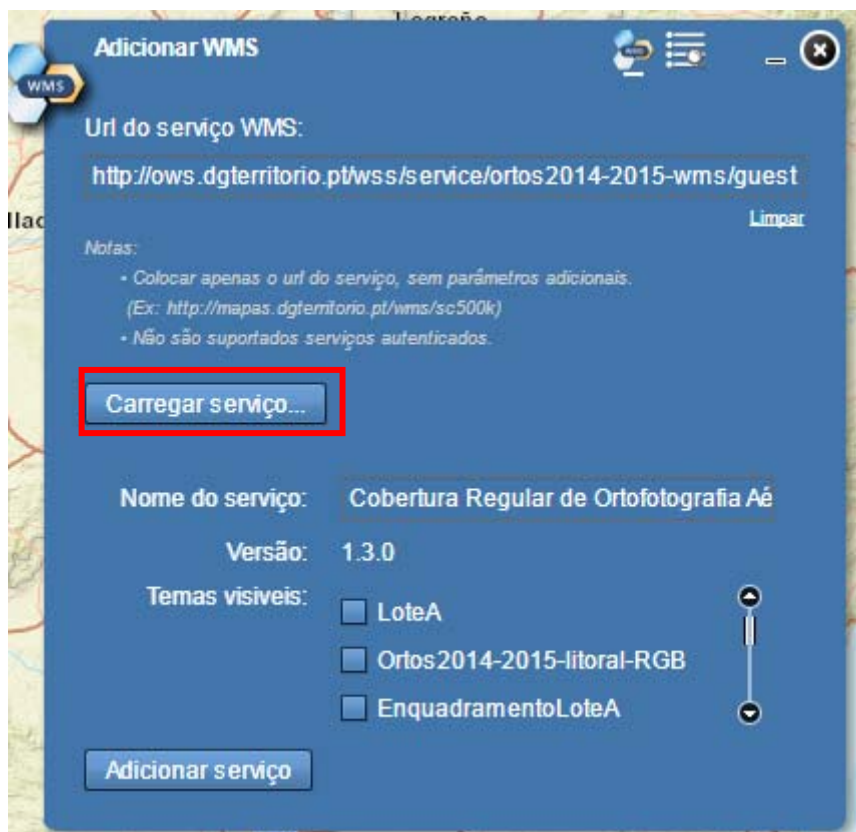 Adicionar WMS
WMS
Url do serviço WMS:
http://ows.dgterritorio.pt/wss/service/ortos2014-2015-wms/guest
Limpar
Notas:
• Colocar apenas o url do serviço, sem parâmetros adicionais.
(Ex: http://mapas.dgterritorio.pt/wms/sc500k)
• Não são suportados serviços autenticados.
Carregar serviço...
Nome do serviço: Cobertura Regular de Ortofotografia Aé
Versão: 1.3.0
Temas visiveis:
LoteA
Ortos2014-2015-litoral-RGB
EnquadramentoLoteA
Adicionar serviço